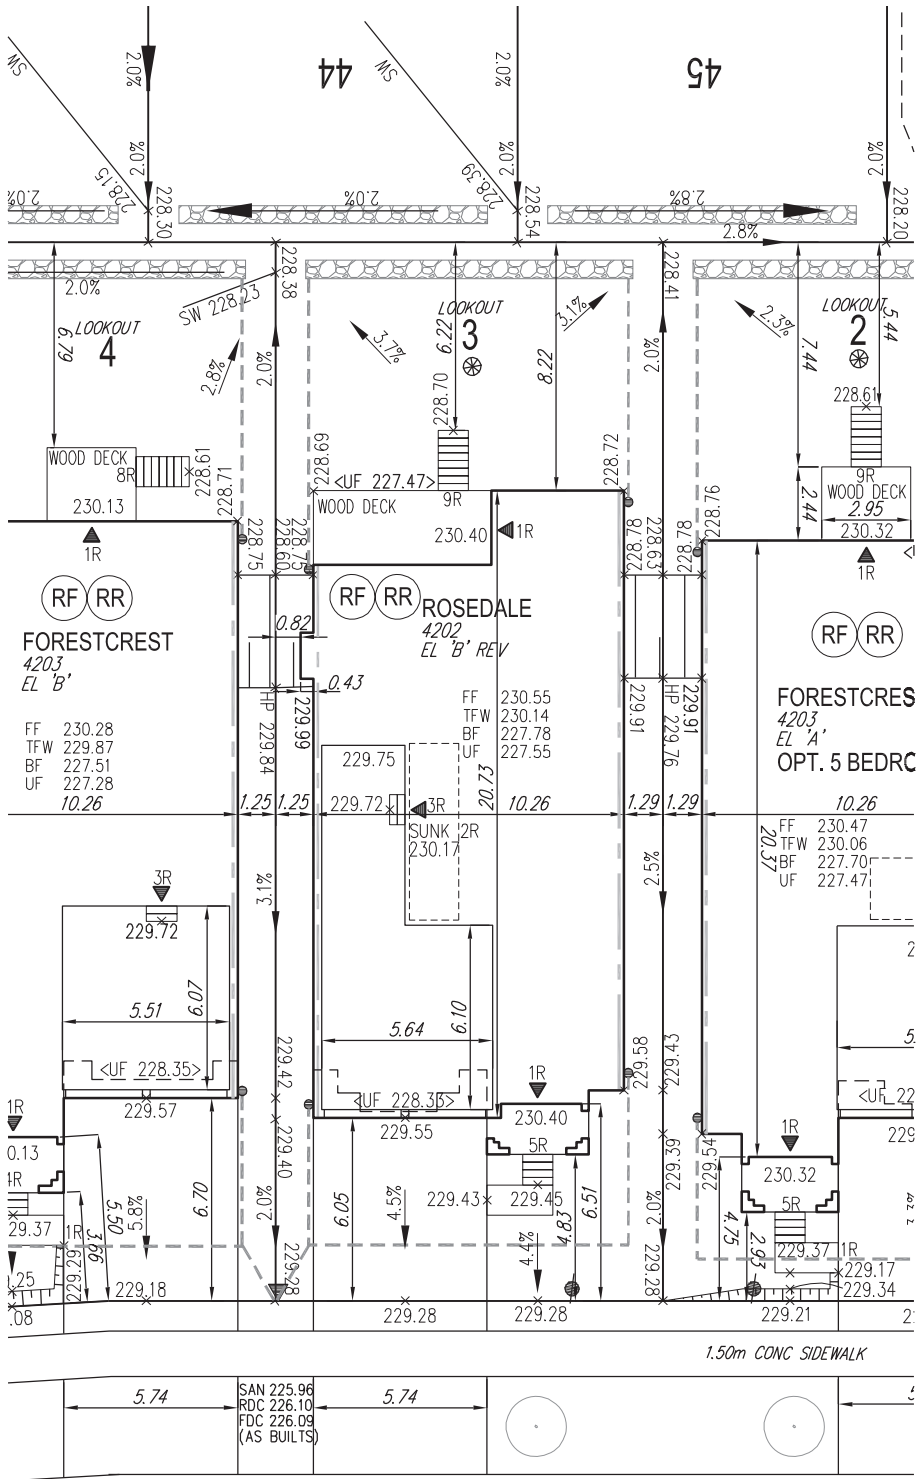 44
45
2.0%
2.0%
2.0%
SW
SW
2.0%
2.0%
2.0%
228.15
228.39
2.0%
2.0%
2.8%
228.30
228.54
228.20
2.8%
2.0%
SW 228.23
228.38
228.41
LOOKOUT
4
LOOKOUT
3
LOOKOUT
2
6.79
2.8%
2.0%
3.7%
6.22
3.1%
8.22
2.0%
2.3%
7.44
5.44
228.70
228.61
WOOD DECK
8R
228.61
230.13
1R
228.71
228.69
<UF 227.47>
9R
WOOD DECK
230.40
1R
228.72
228.76
9R
WOOD DECK
2.95
230.32
2.44
1R
228.75
228.60
228.75
228.78
228.63
228.78
RF
RR
RF
RR
RF
RR
FORESTCREST
4203
EL 'B'
ROSEDALE
4202
EL 'B' REV
FORESTCRES
4203
EL 'A'
OPT. 5 BEDRO
0.82
0.43
229.99
HP 229.84
229.91
HP 229.76
229.91
FF 230.28
TFW 229.87
BF 227.51
UF 227.28
FF 230.55
TFW 230.14
BF 227.78
UF 227.55
FF 230.47
TFW 230.06
BF 227.70
UF 227.47
10.26
1.25
1.25
10.26
1.29
1.29
10.26
229.75
229.72
3R
SUNK 2R
230.17
20.73
20.37
3.1%
2.5%
3R
229.72
5.51
6.07
<UF 228.35>
229.57
5.64
6.10
<UF 228.33>
229.55
229.42
229.40
229.58
229.43
229.39
229.54
1R
230.40
5R
1R
230.32
5R
1R
229.43
229.45
229.37
1R
229.37
229.29
1R
3.66
5.50
5.8%
6.70
2.0%
229.28
6.05
4.5%
4.4%
4.83
6.51
2.0%
229.28
4.75
2.93
229.17
229.34
229.18
229.28
229.28
229.21
1.50m CONC SIDEWALK
5.74
SAN 225.96
RDC 226.10
FDC 226.09
(AS BUILTS)
5.74